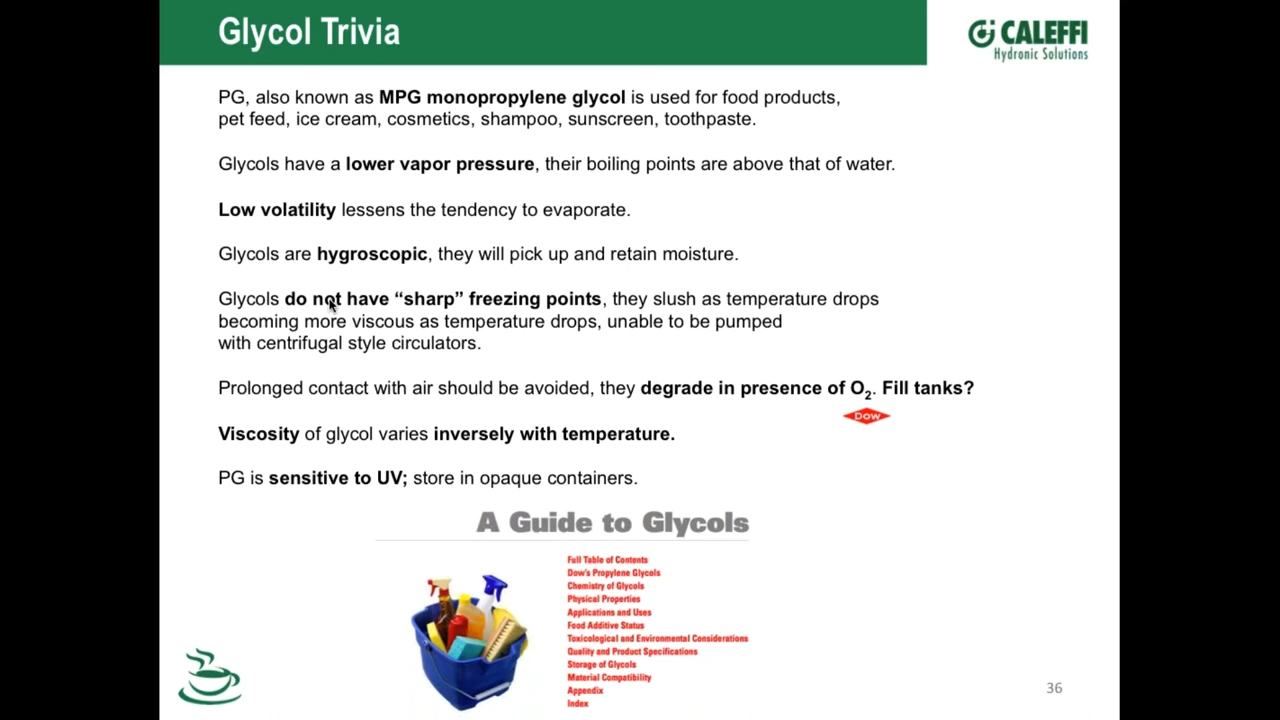 Glycol Trivia
CALEFFI
Hydronic Solutions
PG, also known as MPG monopropylene glycol is used for food products,
pet feed, ice cream, cosmetics, shampoo, sunscreen, toothpaste.
Glycols have a lower vapor pressure, their boiling points are above that of water.
Low volatility lessens the tendency to evaporate.
Glycols are hygroscopic, they will pick up and retain moisture.
Glycols do not have “sharp” freezing points, they slush as temperature drops
becoming more viscous as temperature drops, unable to be pumped
with centrifugal style circulators.
Prolonged contact with air should be avoided, they degrade in presence of O2. Fill tanks?
Dow
Viscosity of glycol varies inversely with temperature.
PG is sensitive to UV; store in opaque containers.
A Guide to Glycols
Full Table of Contents
Dow's Propylene Glycols
Chemistry of Glycols
Physical Properties
Applications and Uses
Food Additive Status
Toxicological and Environmental Considerations
Quality and Product Specifications
Storage of Glycols
Material Compatibility
Appendix
Index
36